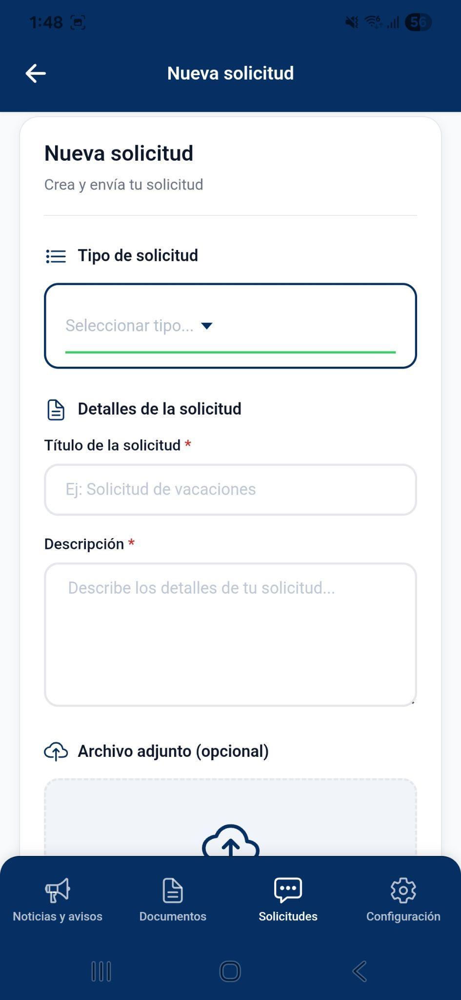 1:48
6
56
Nueva solicitud
Nueva solicitud
Crea y envía tu solicitud
Tipo de solicitud
Seleccionar tipo...
Detalles de la solicitud
Título de la solicitud *
Ej: Solicitud de vacaciones
Descripción *
Describe los detalles de tu solicitud...
Archivo adjunto (opcional)
Noticias y avisos
Documentos
Solicitudes
Configuración